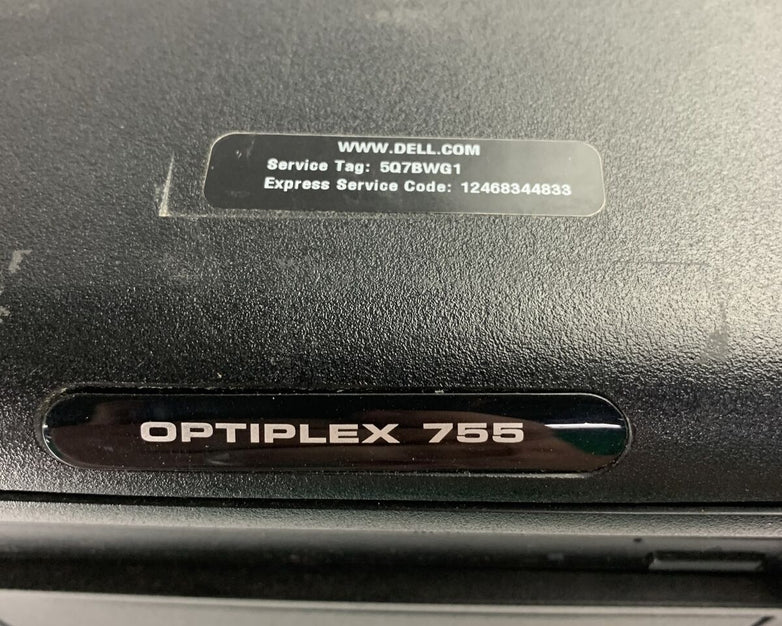 WWW.DELL.COM
Service Tag: 5Q7BWG1
Express Service Code: 12468344833
OPTIPLEX 755